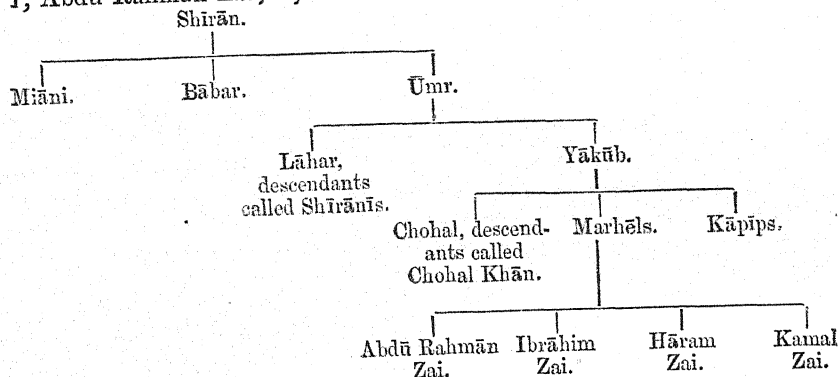 Shīrān.
Miāni. Bābar. Ūmr.
Lāhar, Yākūb.
descendants
called Shīrānīs.
Chohal, descend- Marhēls. Kāpīps.
ants called
Chohal Khān.
Abdū Rahmān Ibrāhim Hāram Kamal
Zai. Zai. Zai. Zai.